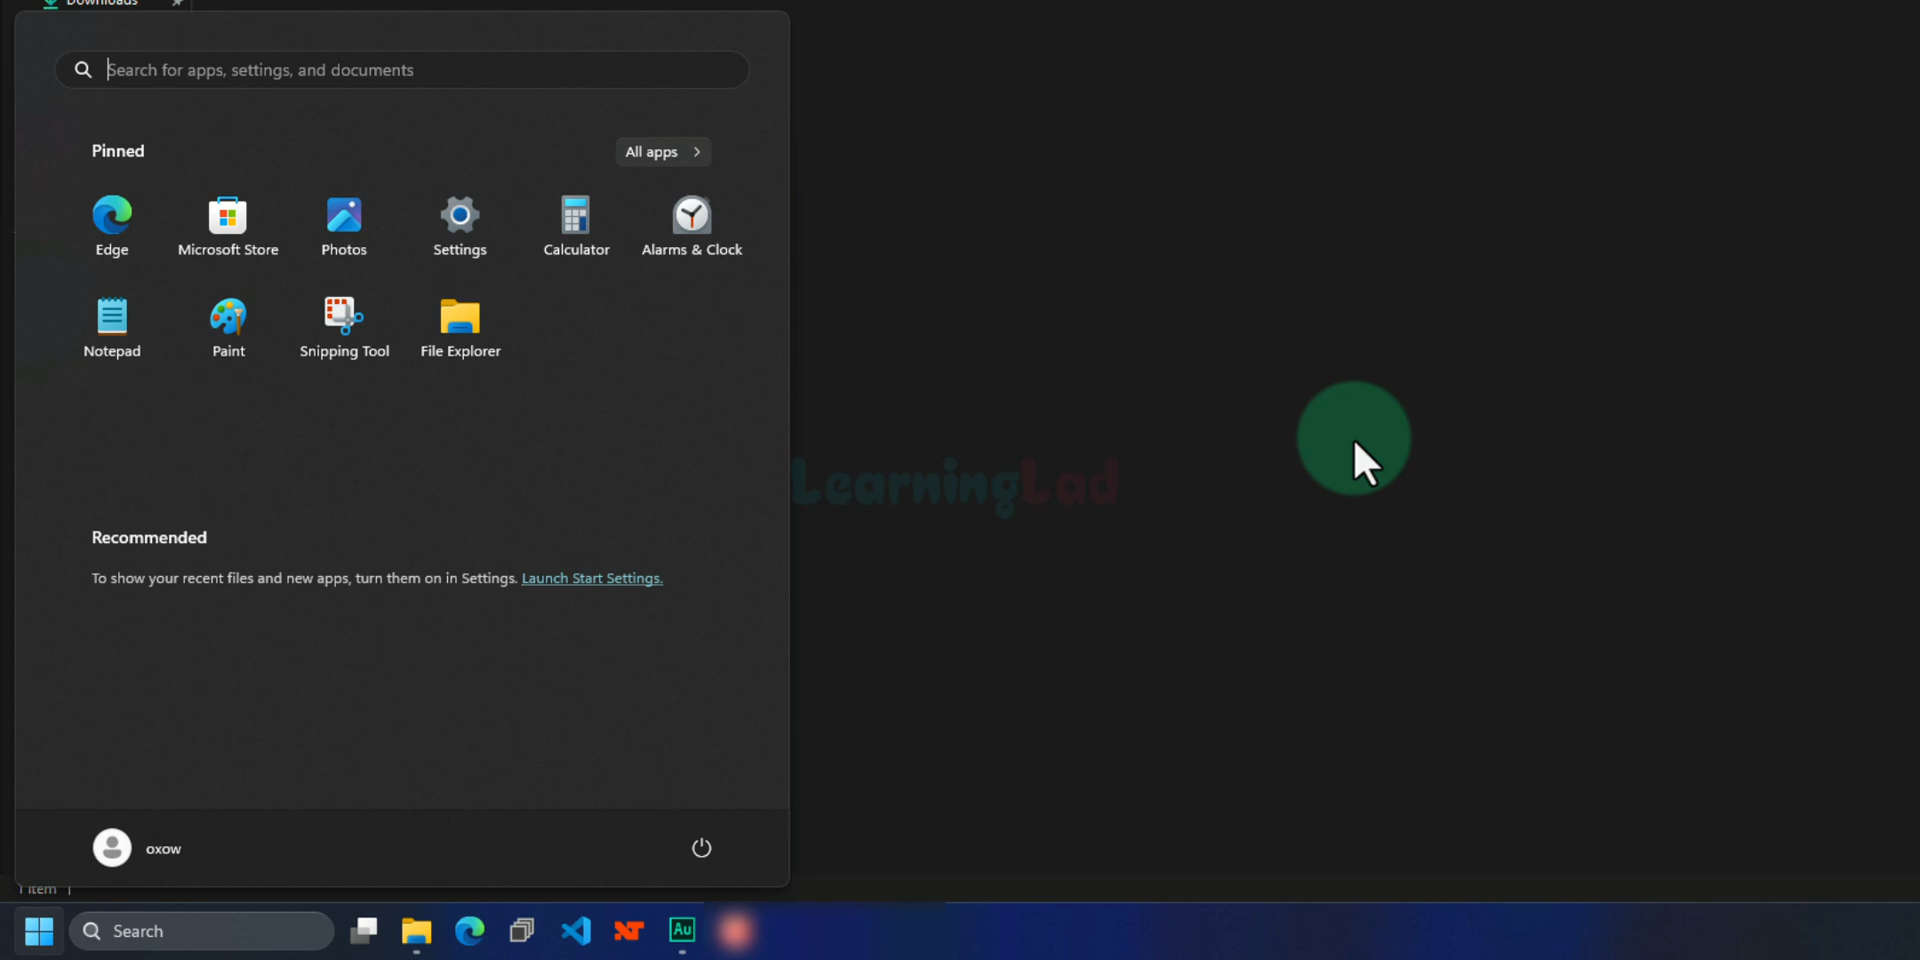 Downloads
Search for apps, settings, and documents
Pinned
All apps
Edge
Microsoft Store
Photos
Settings
Calculator
Alarms & Clock
Notepad
Paint
Snipping Tool
File Explorer
LearningLad
Recommended
To show your recent files and new apps, turn them on in Settings. Launch Start Settings.
oxow
1 item
Search
Au